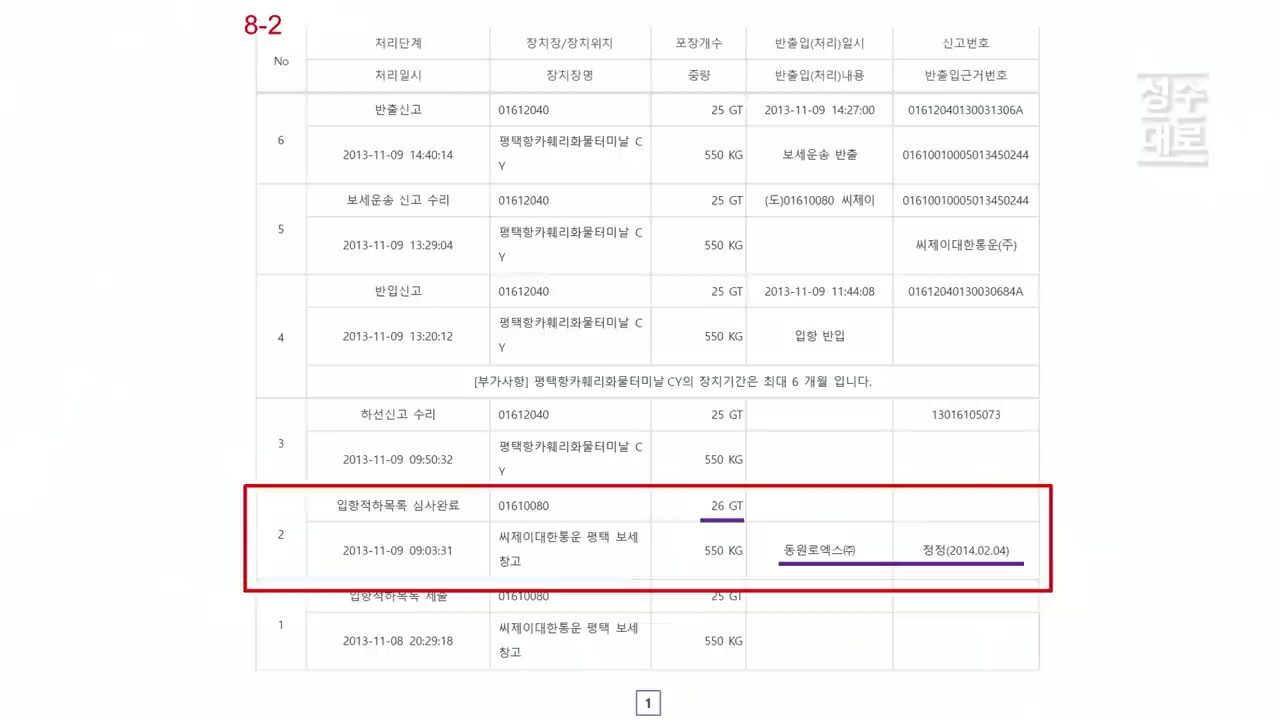 8-2
No 처리단계 장치장/장치위치 포장개수 반출입(처리)일시 신고번호
처리일시 장치장명 중량 반출입(처리)내용 반출입근거번호
성수
대로
6 반출신고 01612040 25 GT 2013-11-09 14:27:00 01612040130031306A
2013-11-09 14:40:14 평택항카훼리화물터미날 C
Y 550 KG 보세운송 반출 01610010005013450244
5 보세운송 신고 수리 01612040 25 GT (도)01610080 씨제이 01610010005013450244
2013-11-09 13:29:04 평택항카훼리화물터미날 C
Y 550 KG 씨제이대한통운(주)
4 반입신고 01612040 25 GT 2013-11-09 11:44:08 01612040130030684A
2013-11-09 13:20:12 평택항카훼리화물터미날 C
Y 550 KG 입항 반입
[부가사항] 평택항카훼리화물터미날 CY의 장치기간은 최대 6 개월 입니다.
3 하선신고 수리 01612040 25 GT 13016105073
2013-11-09 09:50:32 평택항카훼리화물터미날 C
Y 550 KG
2 입항적하목록 심사완료 01610080 26 GT
2013-11-09 09:03:31 씨제이대한통운 평택 보세
창고 550 KG 동원로엑스㈜ 정정(2014.02.04)
1 입항적하목록 제출 01610080 25 GT
2013-11-08 20:29:18 씨제이대한통운 평택 보세
창고 550 KG
1